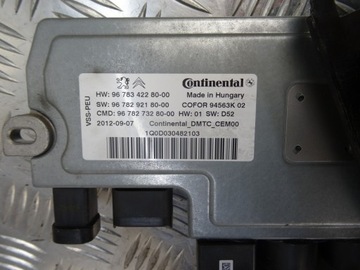 Continental
HW: 96 783 422 80-00 Made in Hungary
SW: 96 782 921 80-00 COFOR 94563K 02
CMD: 96 782 732 80-00 HW: 01 SW: D52
2012-09-07 Continental_DMTC_CEM00
1Q0D030482103
VSS-PEU